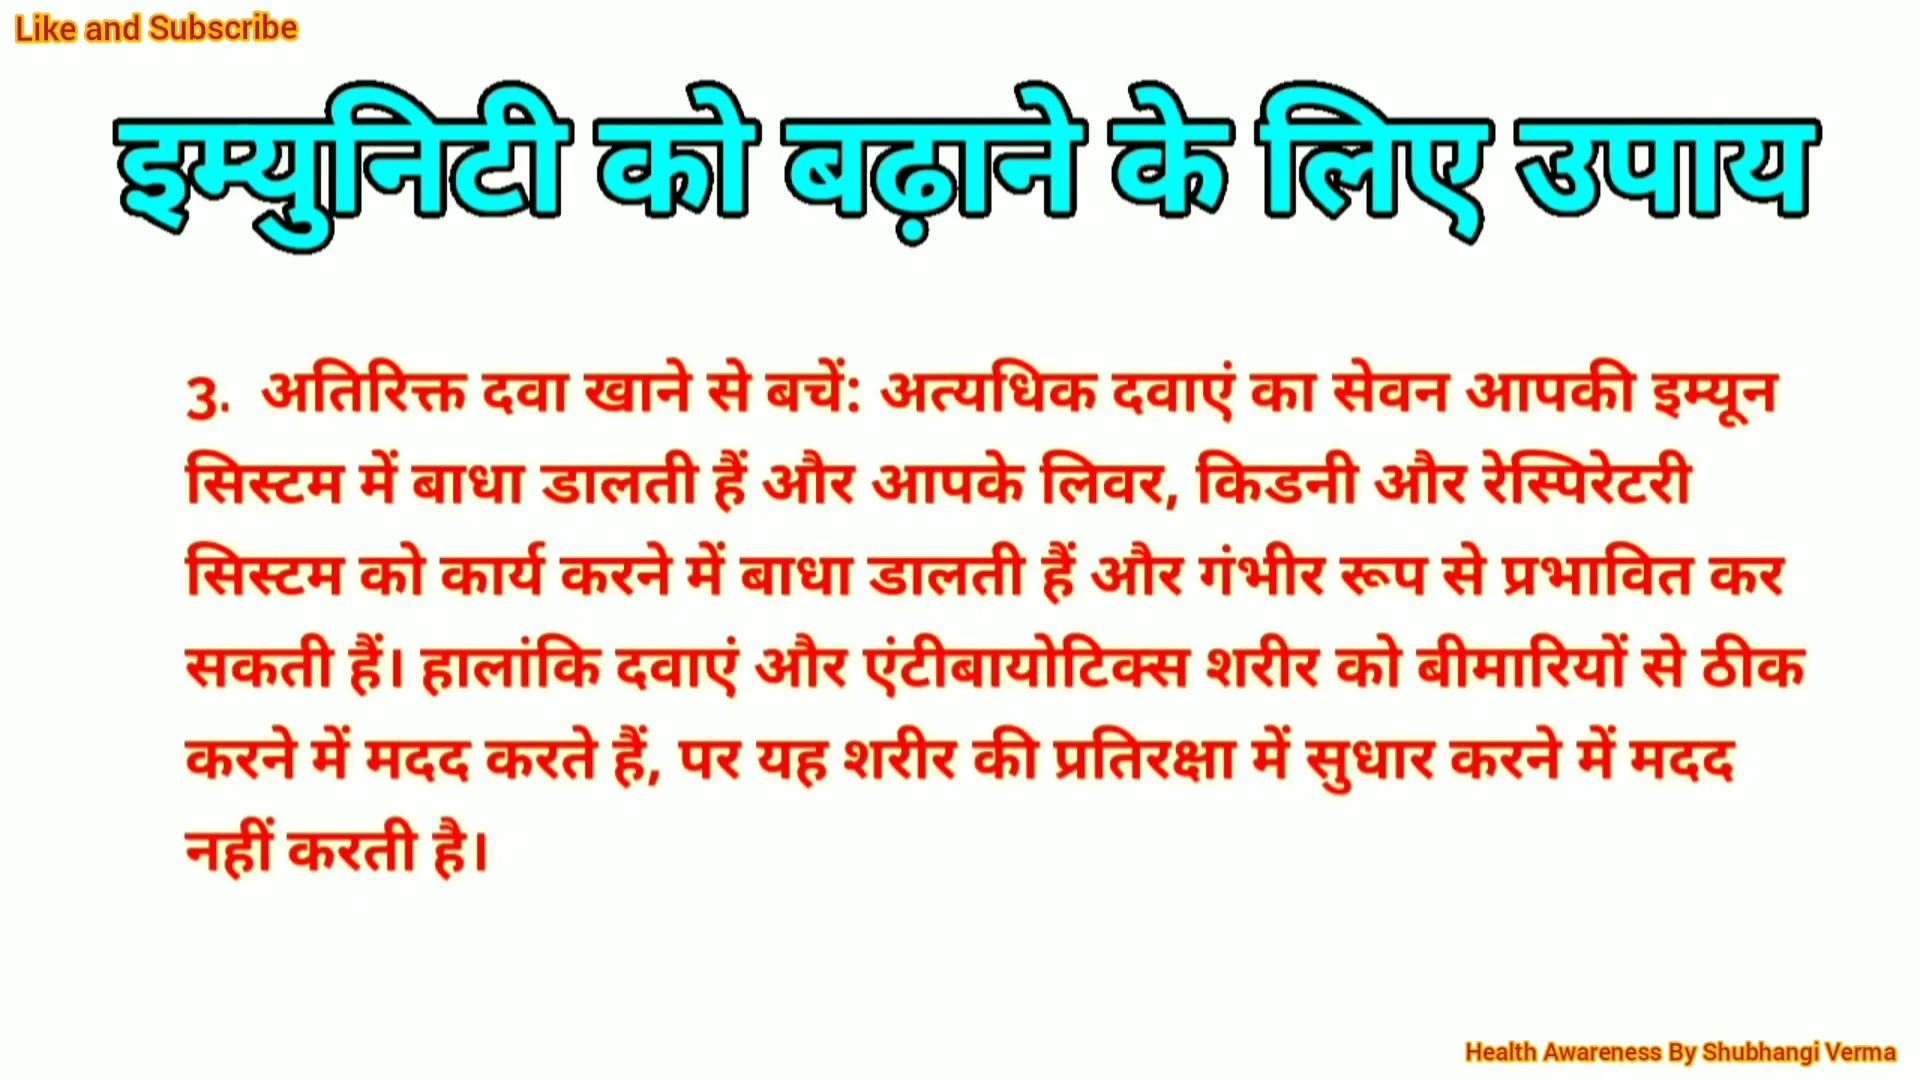 Like and Subscribe
इम्युनिटी को बढ़ाने के लिए उपाय
3. अतिरिक्त दवा खाने से बचें: अत्यधिक दवाएं का सेवन आपकी इम्यून
सिस्टम में बाधा डालती हैं और आपके लिवर, किडनी और रेस्पिरेटरी
सिस्टम को कार्य करने में बाधा डालती हैं और गंभीर रूप से प्रभावित कर
सकती हैं। हालांकि दवाएं और एंटीबायोटिक्स शरीर को बीमारियों से ठीक
करने में मदद करते हैं, पर यह शरीर की प्रतिरक्षा में सुधार करने में मदद
नहीं करती है।
Health Awareness By Shubhangi Verma